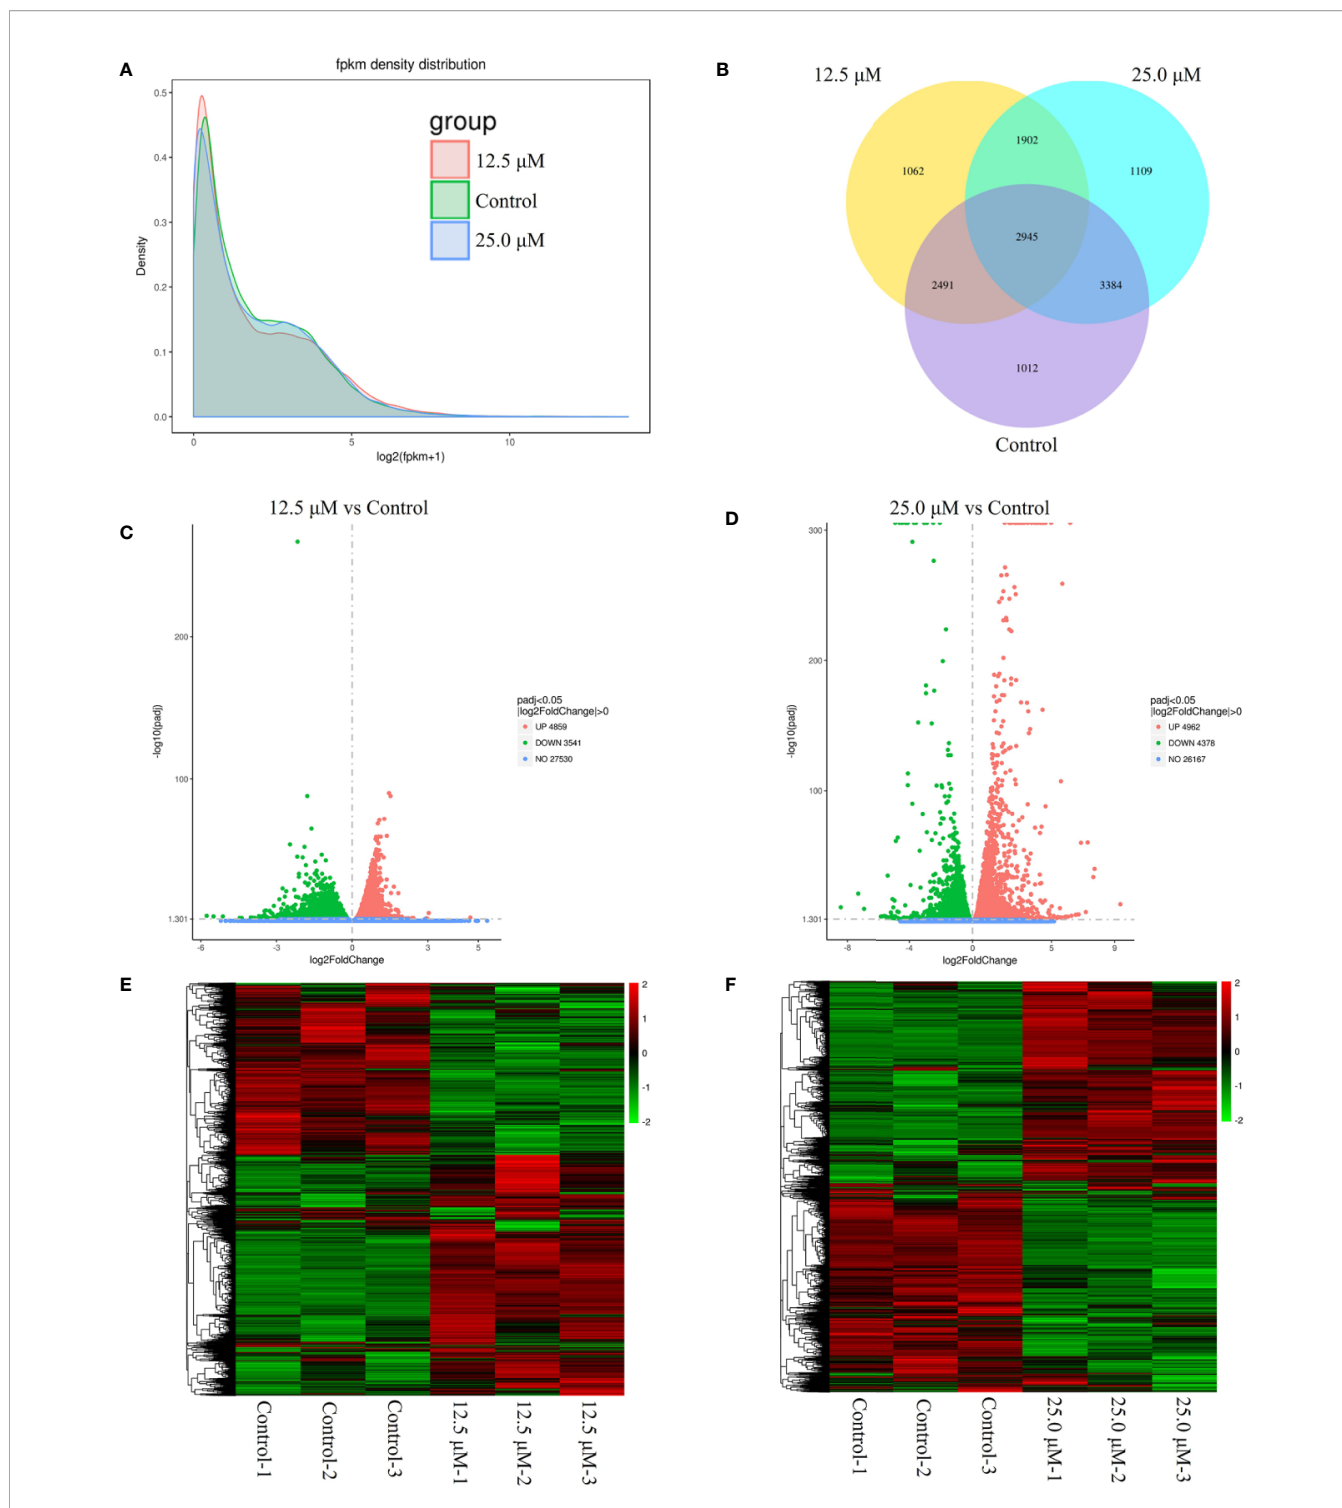 A
fpkm density distribution
0.5
0.4
0.3
0.2
0.1
0.0
Density
0
5
10
log2(fpkm+1)
group
12.5 μM
Control
25.0 μM
B
12.5 μM
25.0 μM
1902
1062
1109
2945
2491
3384
1012
Control
C
12.5 μM vs Control
200
100
1.301
-log10(padj)
-6
-3
0
3
5
log2FoldChange
padj<0.05
|log2FoldChange|>0
UP 4859
DOWN 3541
NO 27530
D
25.0 μM vs Control
300
200
100
1.301
-log10(padj)
-8
0
5
9
log2FoldChange
padj<0.05
|log2FoldChange|>0
UP 4962
DOWN 4378
NO 26167
E
2
1
0
-1
-2
Control-1
Control-2
Control-3
12.5 μM-1
12.5 μM-2
12.5 μM-3
F
2
1
0
-1
-2
Control-1
Control-2
Control-3
25.0 μM-1
25.0 μM-2
25.0 μM-3